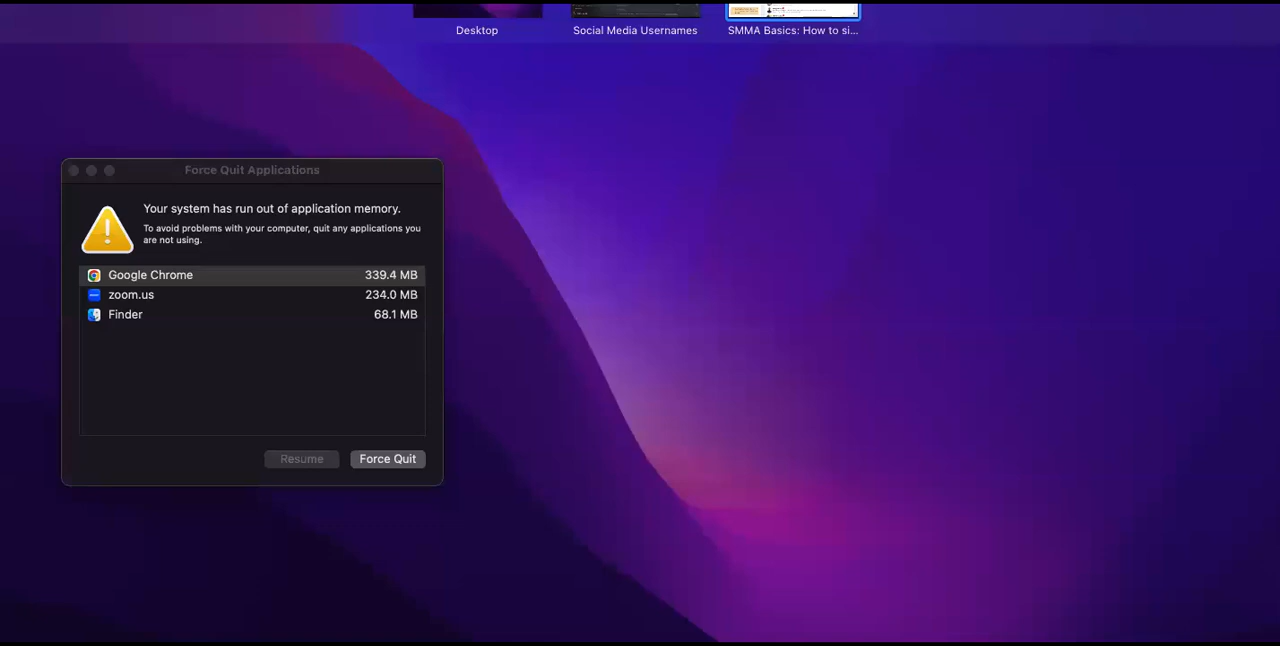 Desktop
Social Media Usernames
SMMA Basics: How to si...
Force Quit Applications
Your system has run out of application memory.
To avoid problems with your computer, quit any applications you
are not using.
Google Chrome 339.4 MB
zoom.us 234.0 MB
Finder 68.1 MB
Resume Force Quit